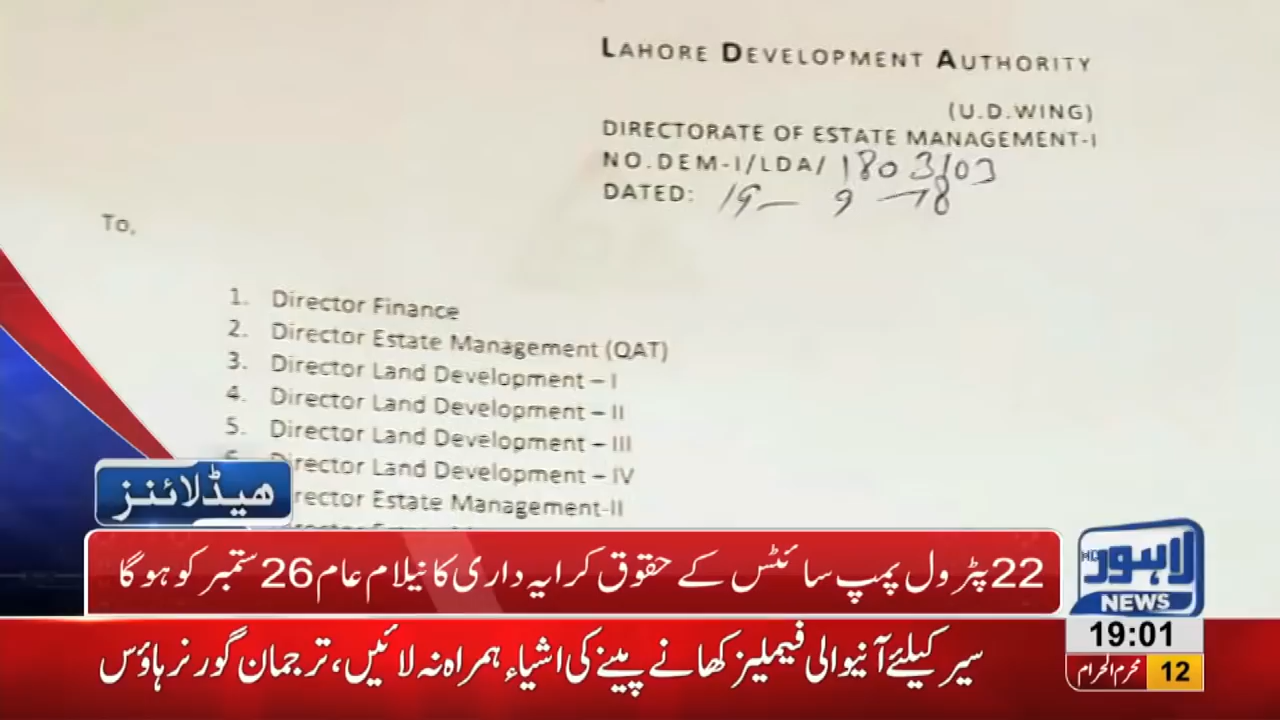 LAHORE DEVELOPMENT AUTHORITY
(U.D.WING)
DIRECTORATE OF ESTATE MANAGEMENT-I
NO.DEM-I/LDA/ 1803/03
DATED: 19-9-18
To,
1. Director Finance
2. Director Estate Management (QAT)
3. Director Land Development – I
4. Director Land Development – II
5. Director Land Development – III
Director Land Development – IV
Director Estate Management-II
ھیڈلائنز
22 پٹرول پمپ سائٹس کے حقوق کرایہ داری کا نیلام عام 26 ستمبر کو ہوگا
HD لاہور
NEWS
19:01
سیر کیلئے آنیوالی فیملیز کھانے پینے کی اشیاء ہمراہ نہ لائیں، ترجمان گورنر ہاؤس
12 محرم الحرام